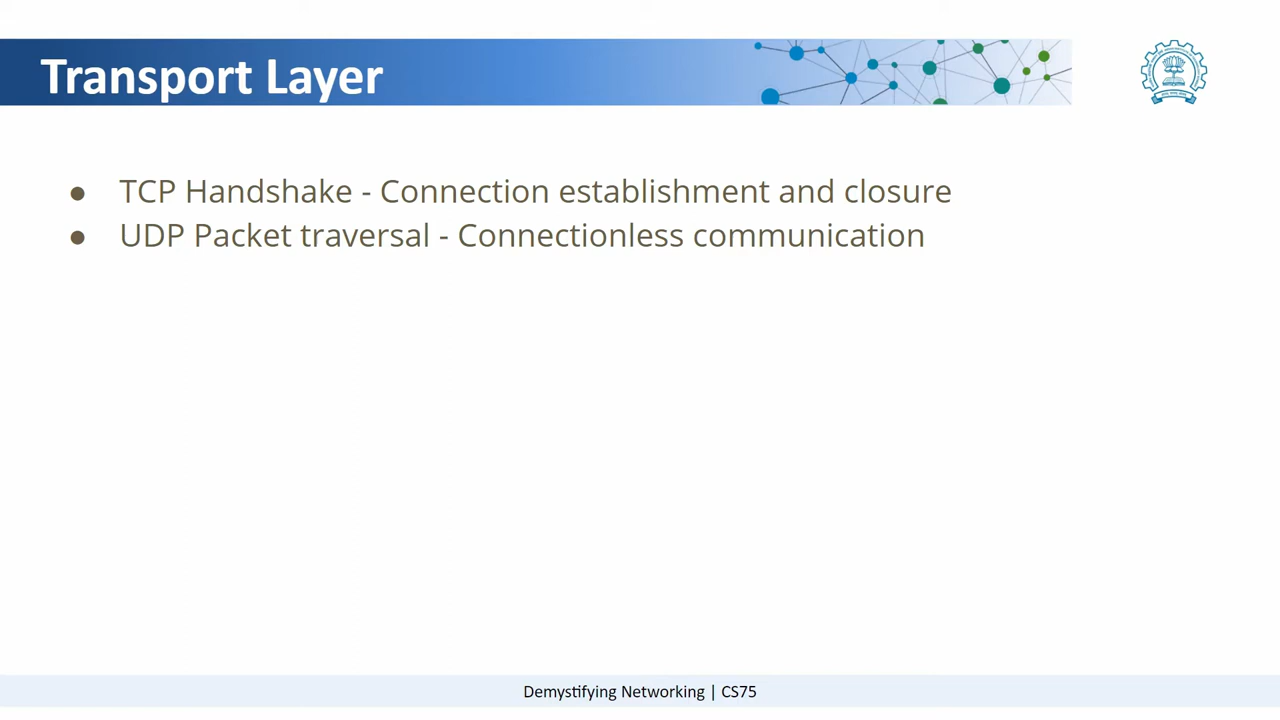 Transport Layer
● TCP Handshake - Connection establishment and closure
● UDP Packet traversal - Connectionless communication
Demystifying Networking | CS75